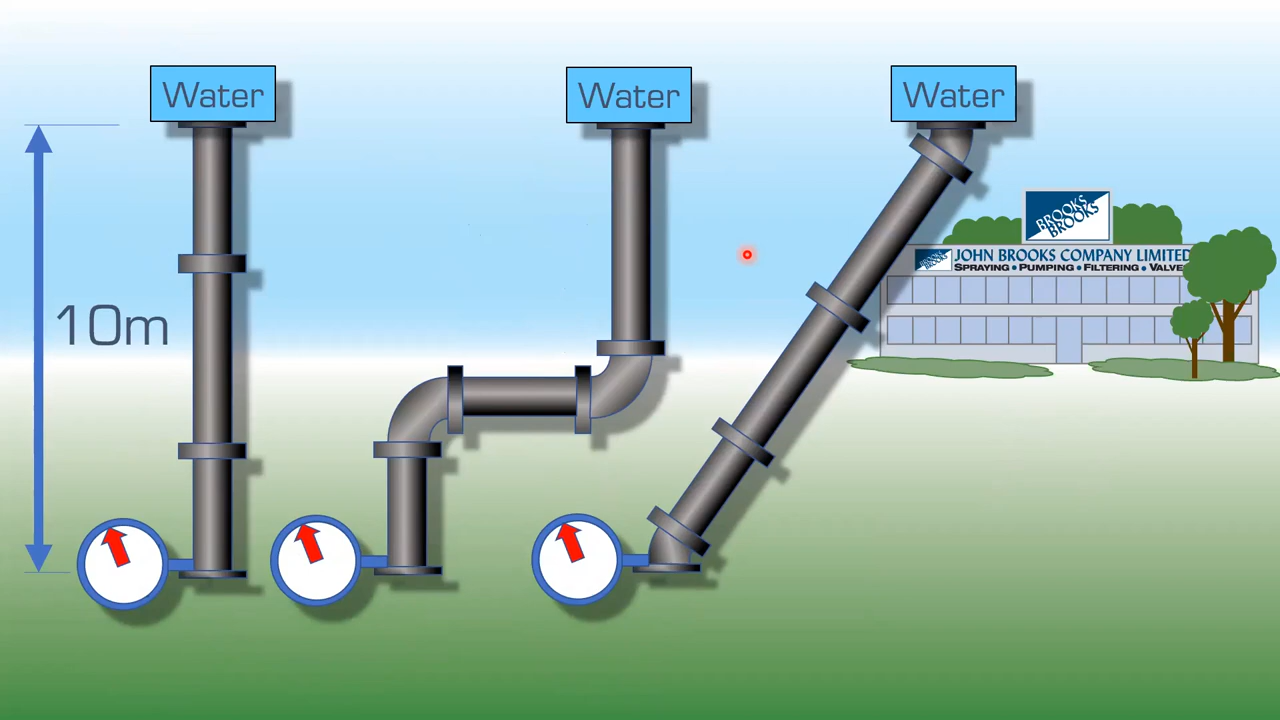 Water
Water
Water
10m
BROOKS
BROOKS
JOHN BROOKS COMPANY LIMITED
SPRAYING • PUMPING • FILTERING • VALVE